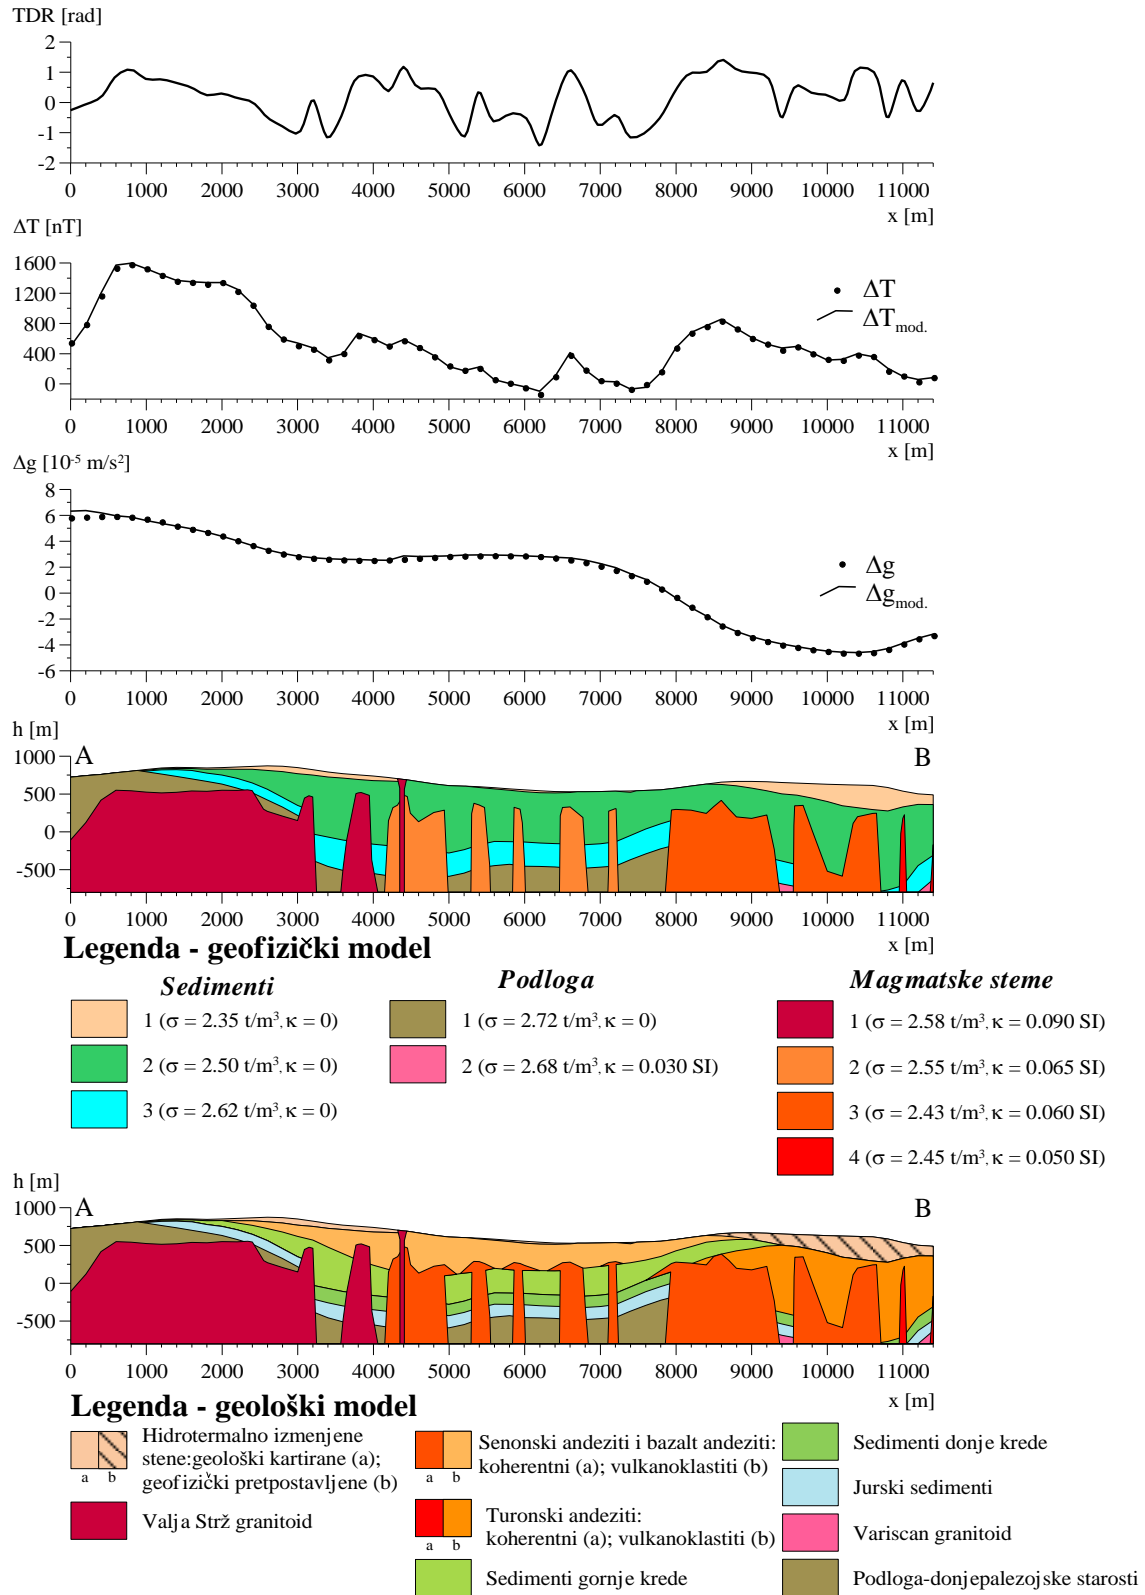 TDR [rad]
2
1
0
-1
-2
0 1000 2000 3000 4000 5000 6000 7000 8000 9000 10000 11000
x [m]
ΔT [nT]
1600
1200
800
400
0
ΔT
ΔTmod.
0 1000 2000 3000 4000 5000 6000 7000 8000 9000 10000 11000
x [m]
Δg [10⁻⁵ m/s²]
8
6
4
2
0
-2
-4
-6
Δg
Δgmod.
0 1000 2000 3000 4000 5000 6000 7000 8000 9000 10000 11000
x [m]
h [m]
A B
1000
500
0
-500
0 1000 2000 3000 4000 5000 6000 7000 8000 9000 10000 11000
x [m]
Legenda - geofizički model
Sedimenti
1 (σ = 2.35 t/m³, κ = 0)
2 (σ = 2.50 t/m³, κ = 0)
3 (σ = 2.62 t/m³, κ = 0)
Podloga
1 (σ = 2.72 t/m³, κ = 0)
2 (σ = 2.68 t/m³, κ = 0.030 SI)
Magmatske steme
1 (σ = 2.58 t/m³, κ = 0.090 SI)
2 (σ = 2.55 t/m³, κ = 0.065 SI)
3 (σ = 2.43 t/m³, κ = 0.060 SI)
4 (σ = 2.45 t/m³, κ = 0.050 SI)
h [m]
A B
1000
500
0
-500
0 1000 2000 3000 4000 5000 6000 7000 8000 9000 10000 11000
x [m]
Legenda - geološki model
a b
Hidrotermalno izmenjene
stene:geološki kartirane (a);
geofizički pretpostavljene (b)
Valja Strž granitoid
a b
Senonski andeziti i bazalt andeziti:
koherentni (a); vulkanoklastiti (b)
a b
Turonski andeziti:
koherentni (a); vulkanoklastiti (b)
Sedimenti gornje krede
Sedimenti donje krede
Jurski sedimenti
Variscan granitoid
Podloga-donjepalezojske starosti